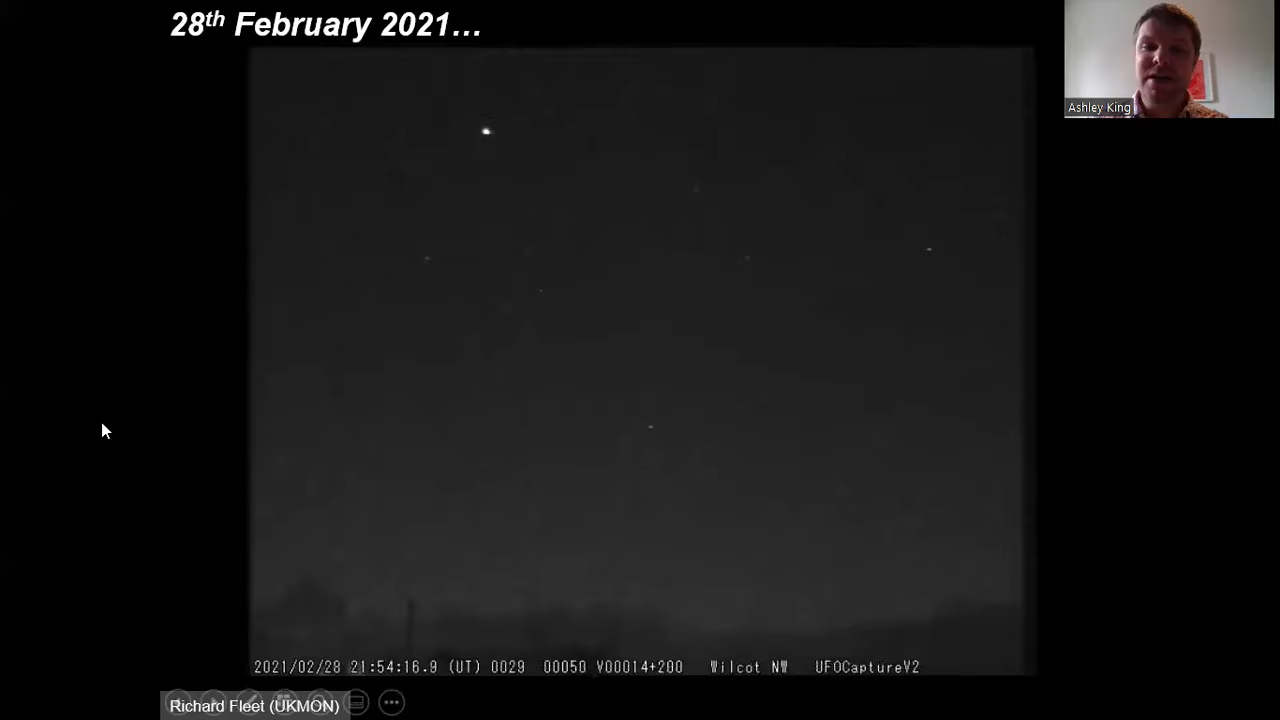 28th February 2021...
Ashley King
2021/02/28 21:54:16.9 (UT) 0029 00050 V00014+200 Wilcot NW UFOCaptureV2
Richard Fleet (UKMON)